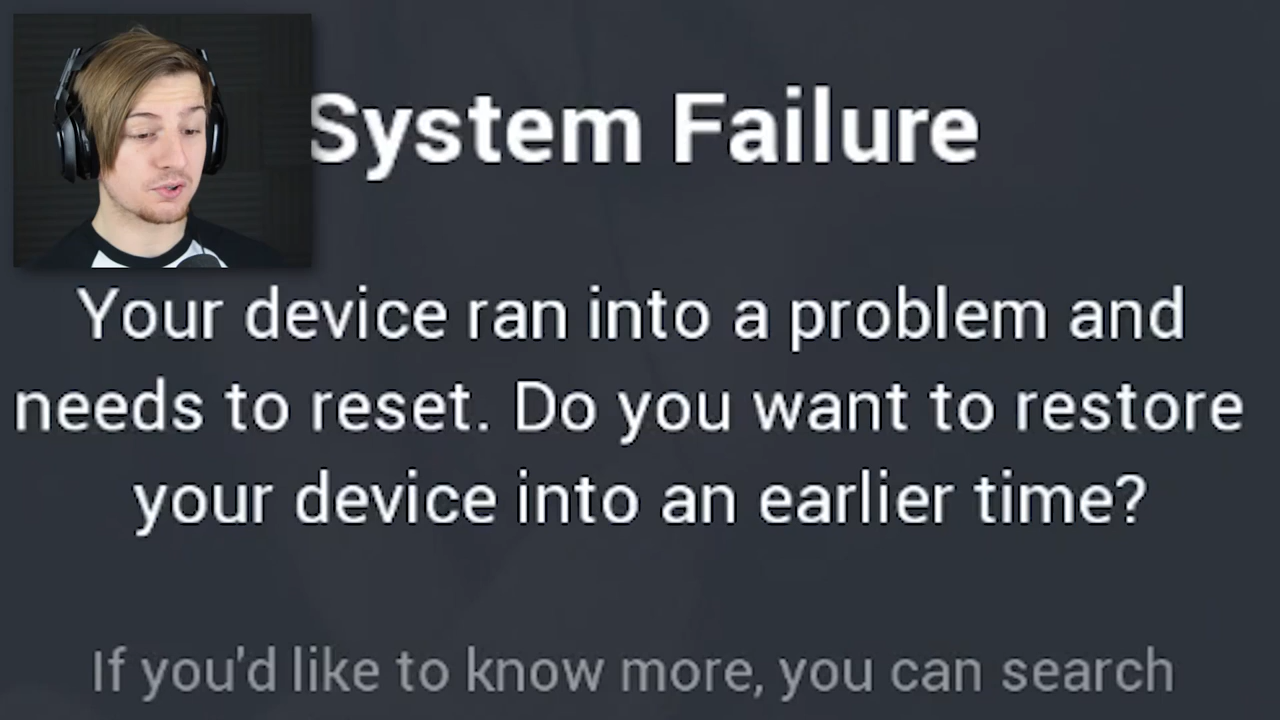 System Failure
Your device ran into a problem and
needs to reset. Do you want to restore
your device into an earlier time?
If you'd like to know more, you can search